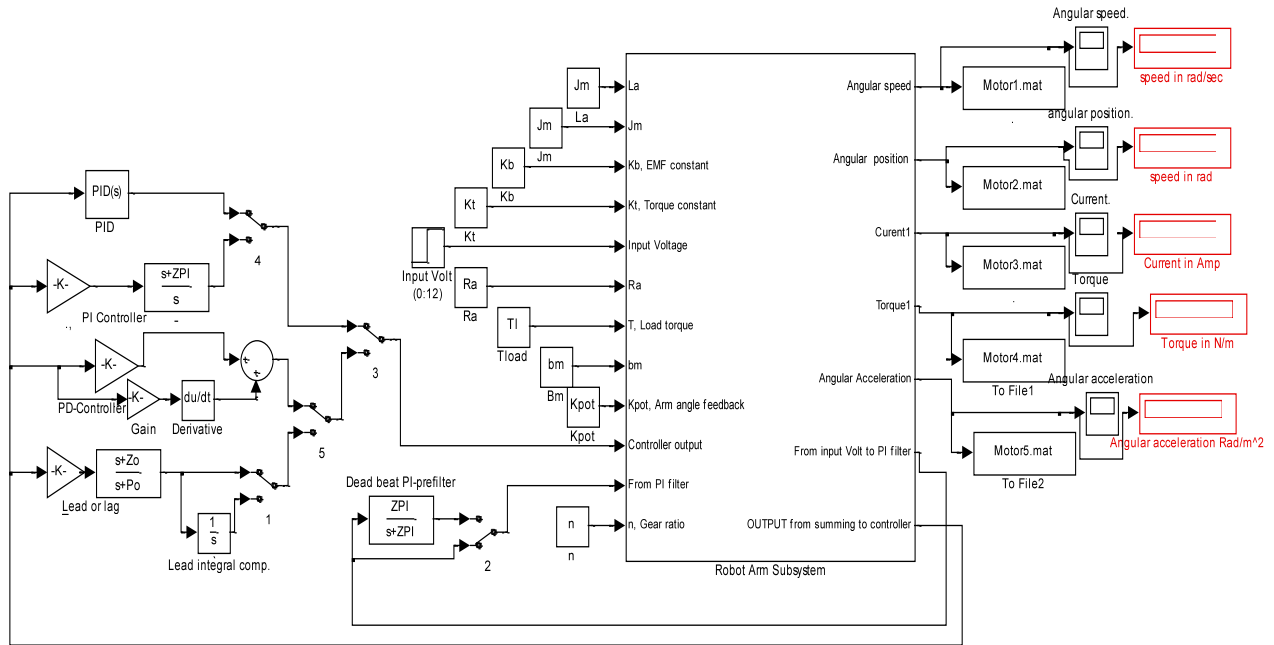 Angular speed.
Motor1.mat
speed in rad/sec
angular position.
Motor2.mat
speed in rad
Current.
Motor3.mat
Current in Amp
Torque
Motor4.mat
Torque in N/m
To File1
Angular acceleration
Motor5.mat
Angular acceleration Rad/m^2
To File2
Jm
La
Jm
Jm
Kb
Kb
Kt
Kt
Input Volt
(0:12)
Ra
Ra
Tl
Tload
bm
Bm
Kpot
Kpot
n
n
La
Jm
Kb, EMF constant
Kt, Torque constant
Input Voltage
Ra
T, Load torque
bm
Kpot, Arm angle feedback
Controller output
From PI filter
n, Gear ratio
Angular speed
Angular position
Curent1
Torque1
Angular Acceleration
From input Volt to PI filter
OUTPUT from summing to controller
Robot Arm Subsystem
PID(s)
PID
4
-K-
s+ZPI
s
PI Controller
-K-
PD-Controller
-K-
Gain
du/dt
Derivative
3
5
-K-
s+Zo
s+Po
Lead or lag
1
s
Lead integral comp.
1
Dead beat PI-prefilter
ZPI
s+ZPI
2